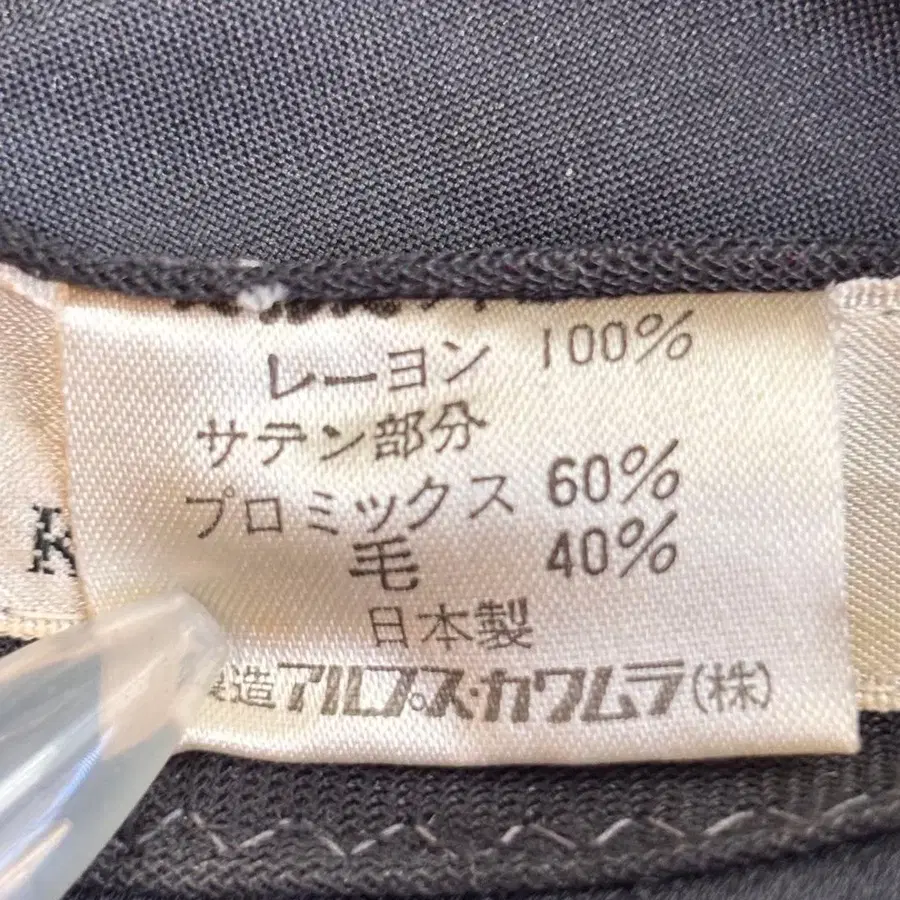 レーヨン 100%
サテン部分
プロミックス 60%
毛 40%
日本製
K
製造 アルプス・カワムラ(株)